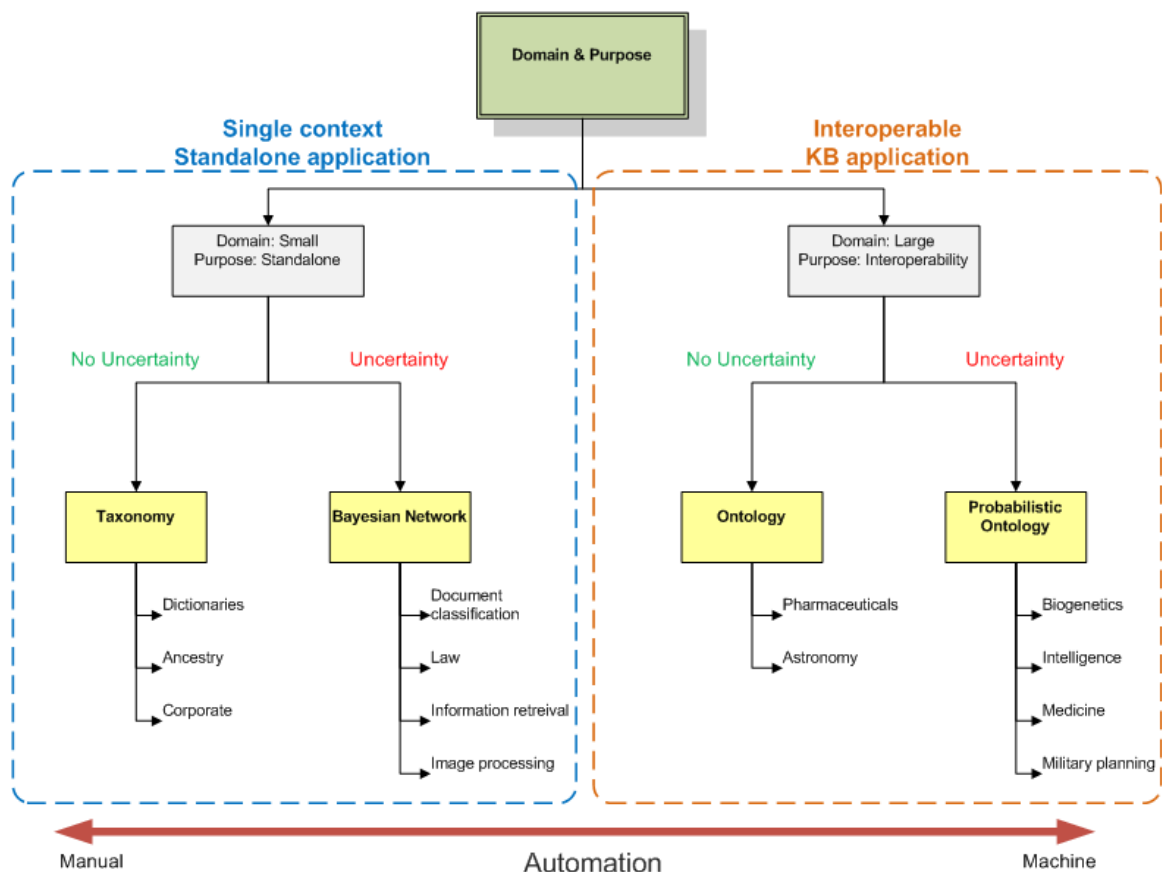 Domain & Purpose
Single context
Standalone application
Interoperable
KB application
Domain: Small
Purpose: Standalone
Domain: Large
Purpose: Interoperability
No Uncertainty
Uncertainty
No Uncertainty
Uncertainty
Taxonomy
Bayesian Network
Ontology
Probabilistic
Ontology
Dictionaries
Ancestry
Corporate
Document
classification
Law
Information retreival
Image processing
Pharmaceuticals
Astronomy
Biogenetics
Intelligence
Medicine
Military planning
Manual
Automation
Machine